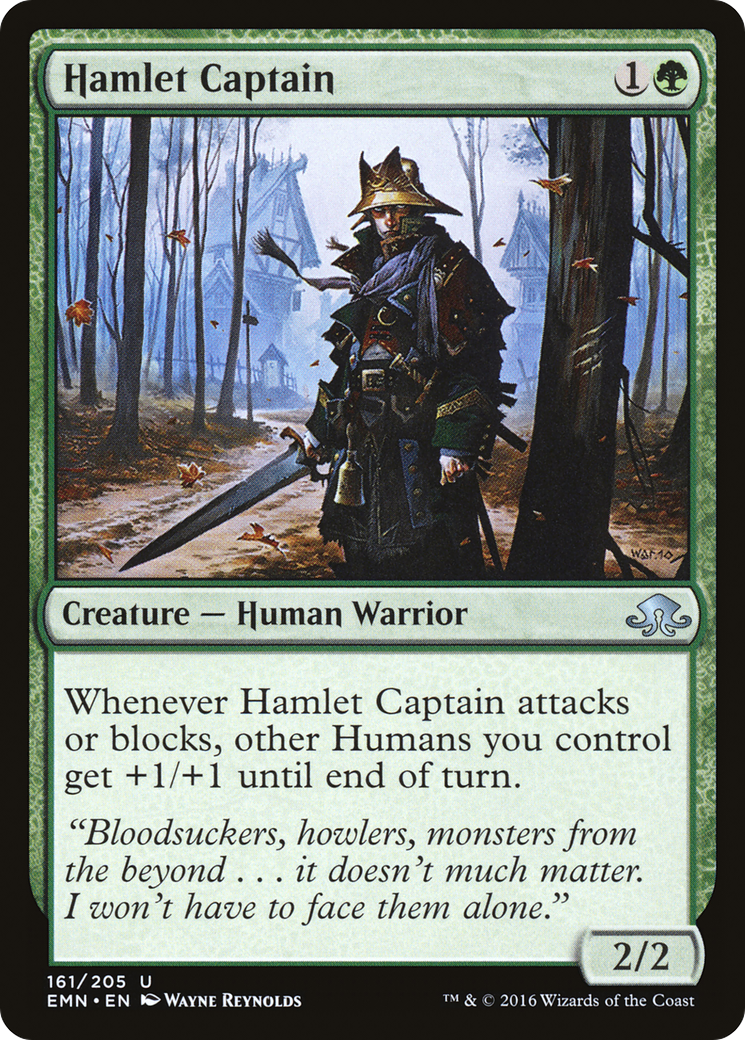 Hamlet Captain 1
Creature — Human Warrior
Whenever Hamlet Captain attacks
or blocks, other Humans you control
get +1/+1 until end of turn.
“Bloodsuckers, howlers, monsters from
the beyond . . . it doesn’t much matter.
I won’t have to face them alone.”
2/2
161/205 U
EMN • EN Wayne Reynolds
™ & © 2016 Wizards of the Coast